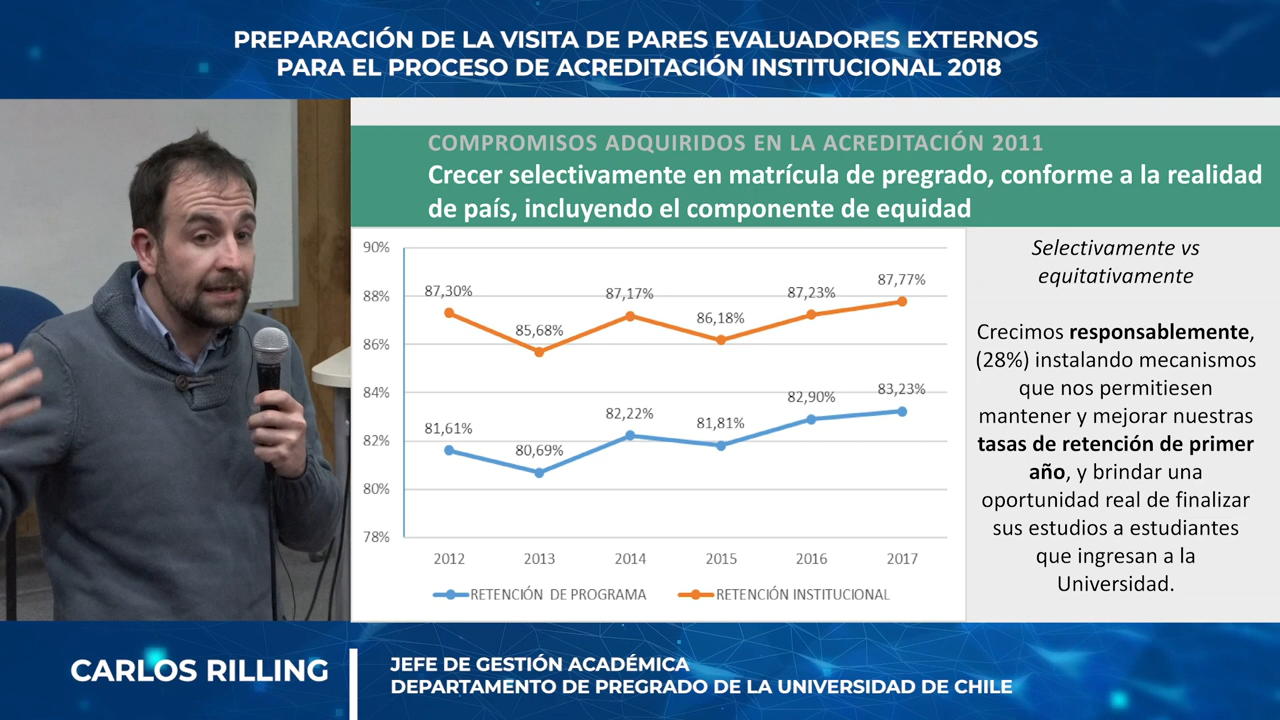 PREPARACIÓN DE LA VISITA DE PARES EVALUADORES EXTERNOS
PARA EL PROCESO DE ACREDITACIÓN INSTITUCIONAL 2018
COMPROMISOS ADQUIRIDOS EN LA ACREDITACIÓN 2011
Crecer selectivamente en matrícula de pregrado, conforme a la realidad
de país, incluyendo el componente de equidad
90%
88%
86%
84%
82%
80%
78%
87,30%
85,68%
87,17%
86,18%
87,23%
87,77%
81,61%
80,69%
82,22%
81,81%
82,90%
83,23%
2012 2013 2014 2015 2016 2017
RETENCIÓN DE PROGRAMA RETENCIÓN INSTITUCIONAL
Selectivamente vs
equitativamente
Crecimos responsablemente,
(28%) instalando mecanismos
que nos permitiesen
mantener y mejorar nuestras
tasas de retención de primer
año, y brindar una
oportunidad real de finalizar
sus estudios a estudiantes
que ingresan a la
Universidad.
CARLOS RILLING
JEFE DE GESTIÓN ACADÉMICA
DEPARTAMENTO DE PREGRADO DE LA UNIVERSIDAD DE CHILE